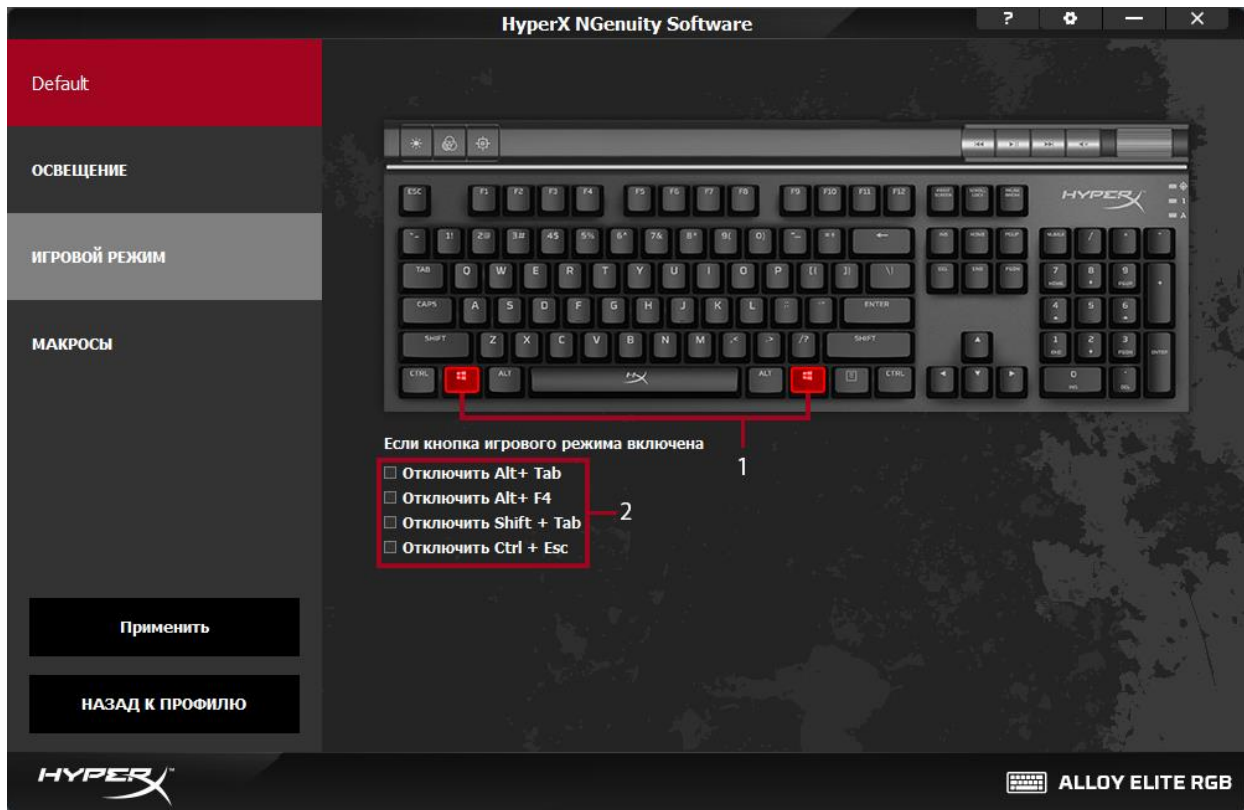 HyperX NGenuity Software
?
Default
ОСВЕЩЕНИЕ
ИГРОВОЙ РЕЖИМ
МАКРОСЫ
Применить
НАЗАД К ПРОФИЛЮ
ESC F1 F2 F3 F4 F5 F6 F7 F8 F9 F10 F11 F12
HYPERX
TAB Q W E R T Y U I O P
CAPS A S D F G H J K L ENTER
SHIFT Z X C V B N M SHIFT
CTRL ALT ALT CTRL
1
Если кнопка игрового режима включена
Отключить Alt+ Tab
Отключить Alt+ F4
Отключить Shift + Tab
Отключить Ctrl + Esc
2
HYPERX
ALLOY ELITE RGB